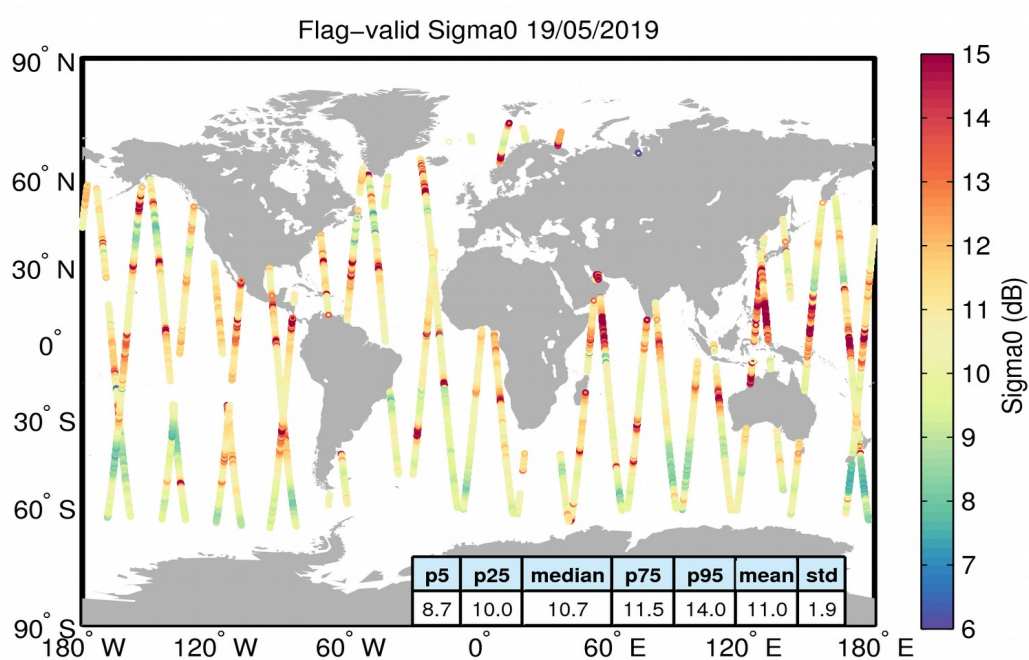 Flag−valid Sigma0 19/05/2019
90° N
60° N
30° N
0°
30° S
60° S
90° S
180° W
120° W
60° W
0°
60° E
120° E
180° E
p5 p25 median p75 p95 mean std
8.7 10.0 10.7 11.5 14.0 11.0 1.9
15
14
13
12
11
10
9
8
7
6
Sigma0 (dB)